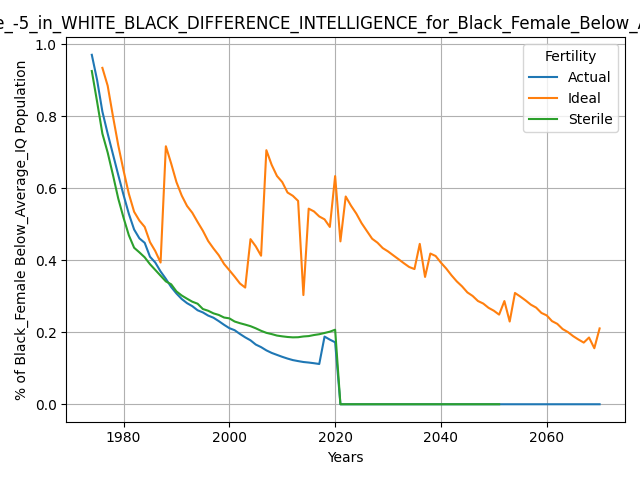 e_-5_in_WHITE_BLACK_DIFFERENCE_INTELLIGENCE_for_Black_Female_Below_A
% of Black_Female Below_Average_IQ Population
1.0
0.8
0.6
0.4
0.2
0.0
Fertility
Actual
Ideal
Sterile
1980
2000
2020
2040
2060
Years